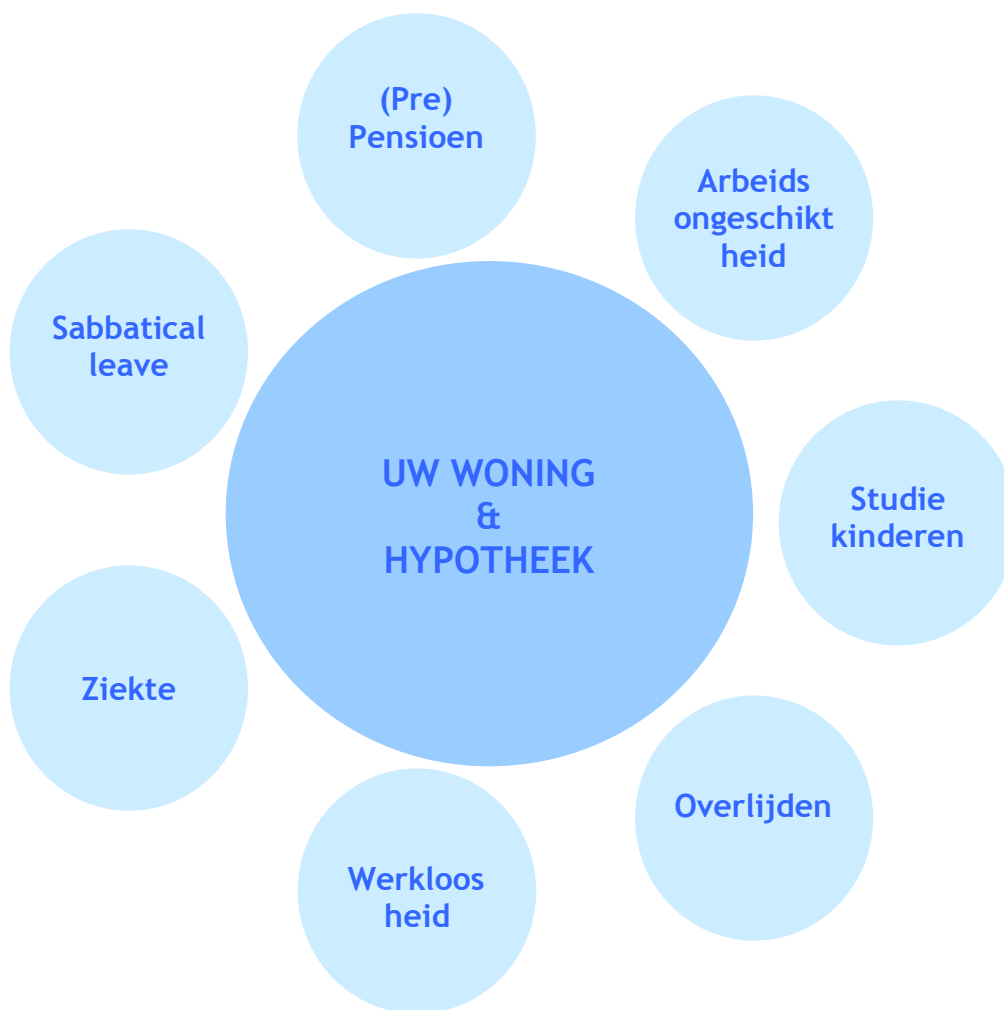 (Pre)
Pensioen
Arbeids
ongeschikt
heid
Sabbatical
leave
UW WONING
&
HYPOTHEEK
Studie
kinderen
Ziekte
Overlijden
Werkloos
heid